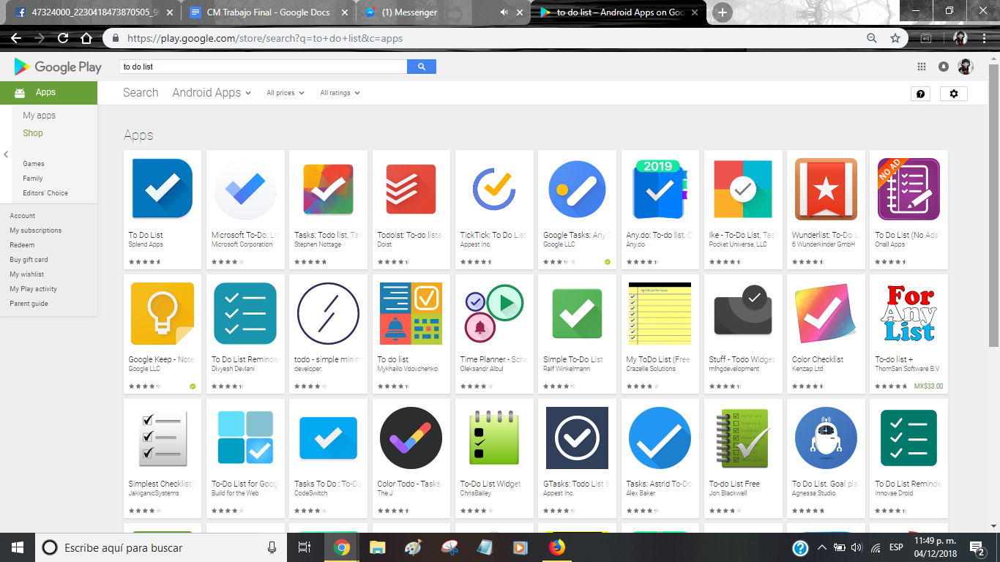 47324000_2230418473870505_90
CM Trabajo Final - Google Docs
(1) Messenger
to do list – Android Apps on Goo
https://play.google.com/store/search?q=to+do+list&c=apps
Google Play
to do list
Apps
Search
Android Apps
All prices
All ratings
My apps
Shop
Games
Family
Editors' Choice
Account
My subscriptions
Redeem
Buy gift card
My wishlist
My Play activity
Parent guide
Apps
2019
NO AD
To Do List
Splend Apps
Microsoft To-Do: Lis
Microsoft Corporation
Tasks: Todo list, Tas
Stephen Nottage
Todoist: To-do lists
Doist
TickTick: To Do List
Appest Inc.
Google Tasks: Any T
Google LLC
Any.do: To-do list, C
Any.do
Ike - To-Do List, Tas
Pocket Universe, LLC
Wunderlist: To-Do L
6 Wunderkinder GmbH
To Do List (No Ads
Onall Apps
My ToDo List Free Version
For
Any
List
Google Keep - Notes
Google LLC
To Do List Reminde
Divyesh Devlani
todo - simple minim
developer.
To do list
Mykhailo Vdovchenko
Time Planner - Sche
Oleksandr Albul
Simple To-Do List
Ralf Winkelmann
My ToDo List (Free
Crazelle Solutions
Stuff - Todo Widget
mlngdevelopment
Color Checklist
Kenzap Ltd
To-do list +
ThomSan Software B.V
MX$33.00
Simplest Checklist(
JakiganicSystems
To-Do List for Goog
Build for the Web
Tasks To Do : To-Do
CodeSwitch
Color Todo - Tasks,
The J
To-Do List Widget
ChrisBailey
GTasks: Todo List &
Appest Inc.
Tasks: Astrid To-Do
Alex Baker
To-do List Free
Jon Blackwell
To Do List. Goal pla
Agnessa Studio
To Do List Reminde
Innovae Droid
Escribe aquí para buscar
ESP
11:49 p. m.
04/12/2018
2